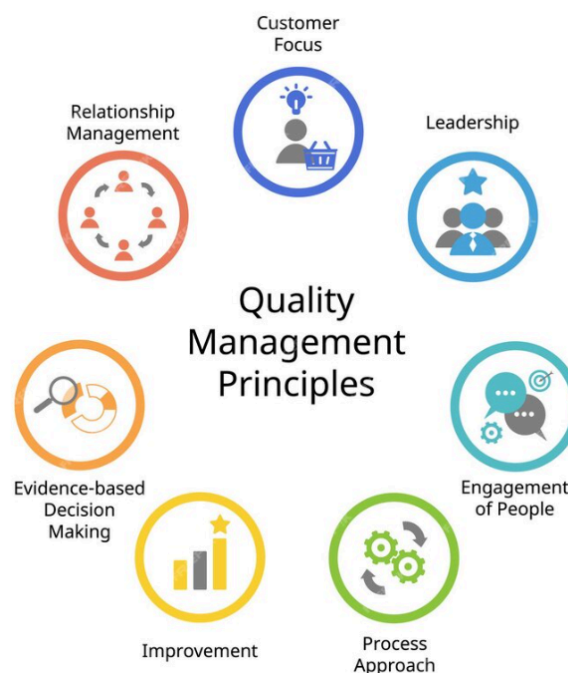 Customer
Focus
Relationship
Management
Leadership
Quality
Management
Principles
Evidence-based
Decision
Making
Engagement
of People
Improvement
Process
Approach